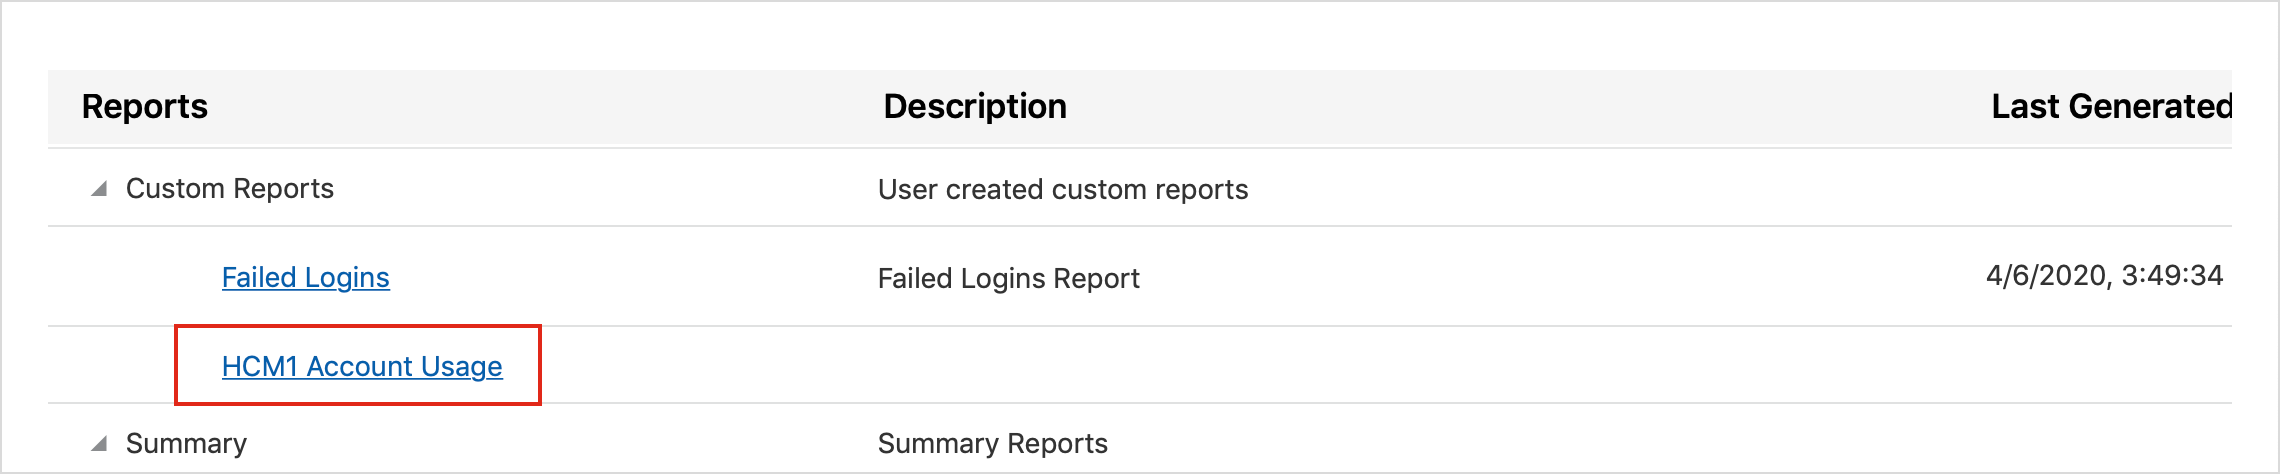 Reports Description Last Generated
Custom Reports User created custom reports
Failed Logins Failed Logins Report 4/6/2020, 3:49:34
HCM1 Account Usage
Summary Summary Reports